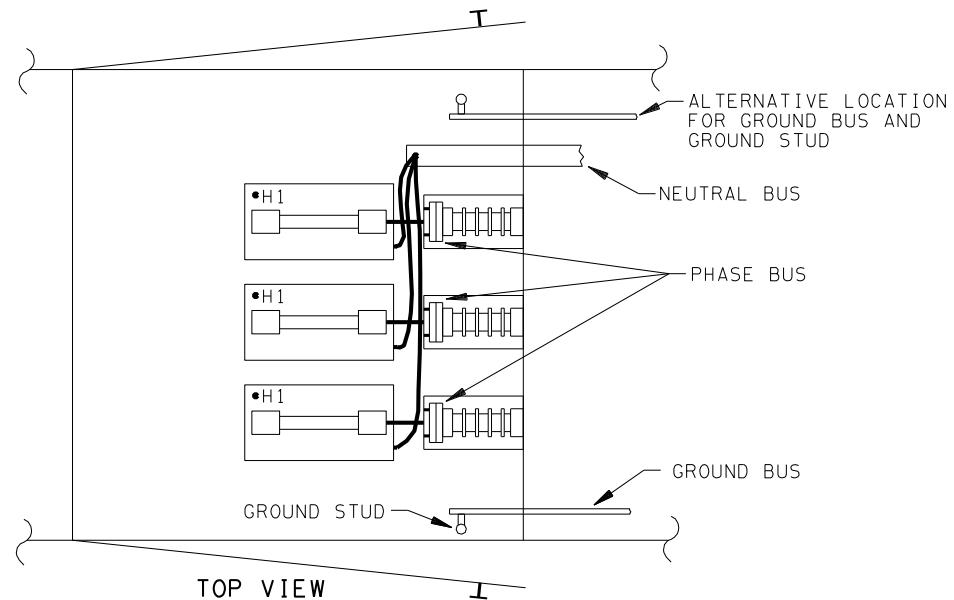 ALTERNATIVE LOCATION
FOR GROUND BUS AND
GROUND STUD
NEUTRAL BUS
H1
PHASE BUS
H1
H1
GROUND BUS
GROUND STUD
TOP VIEW